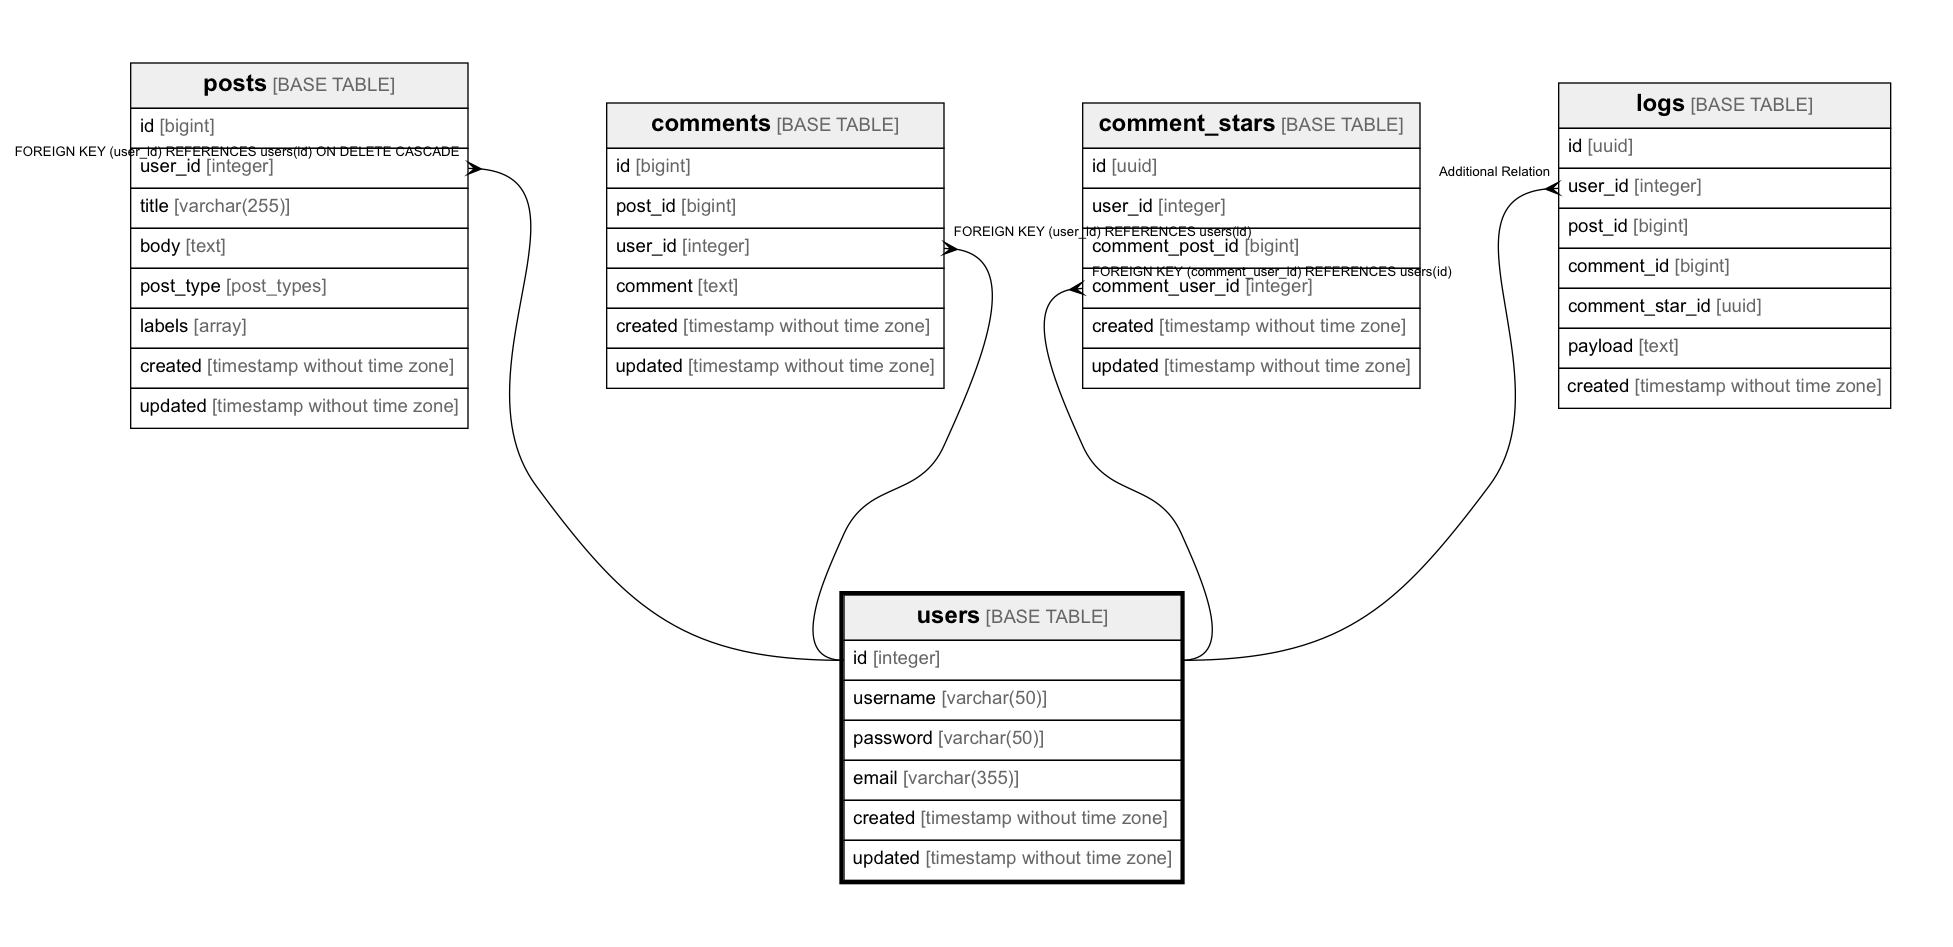 posts [BASE TABLE]
id [bigint]
FOREIGN KEY (user_id) REFERENCES users(id) ON DELETE CASCADE
user_id [integer]
title [varchar(255)]
body [text]
post_type [post_types]
labels [array]
created [timestamp without time zone]
updated [timestamp without time zone]
comments [BASE TABLE]
id [bigint]
post_id [bigint]
FOREIGN KEY (user_id) REFERENCES users(id)
user_id [integer]
comment [text]
created [timestamp without time zone]
updated [timestamp without time zone]
comment_stars [BASE TABLE]
id [uuid]
user_id [integer]
comment_post_id [bigint]
FOREIGN KEY (comment_user_id) REFERENCES users(id)
comment_user_id [integer]
created [timestamp without time zone]
updated [timestamp without time zone]
logs [BASE TABLE]
id [uuid]
Additional Relation
user_id [integer]
post_id [bigint]
comment_id [bigint]
comment_star_id [uuid]
payload [text]
created [timestamp without time zone]
users [BASE TABLE]
id [integer]
username [varchar(50)]
password [varchar(50)]
email [varchar(355)]
created [timestamp without time zone]
updated [timestamp without time zone]